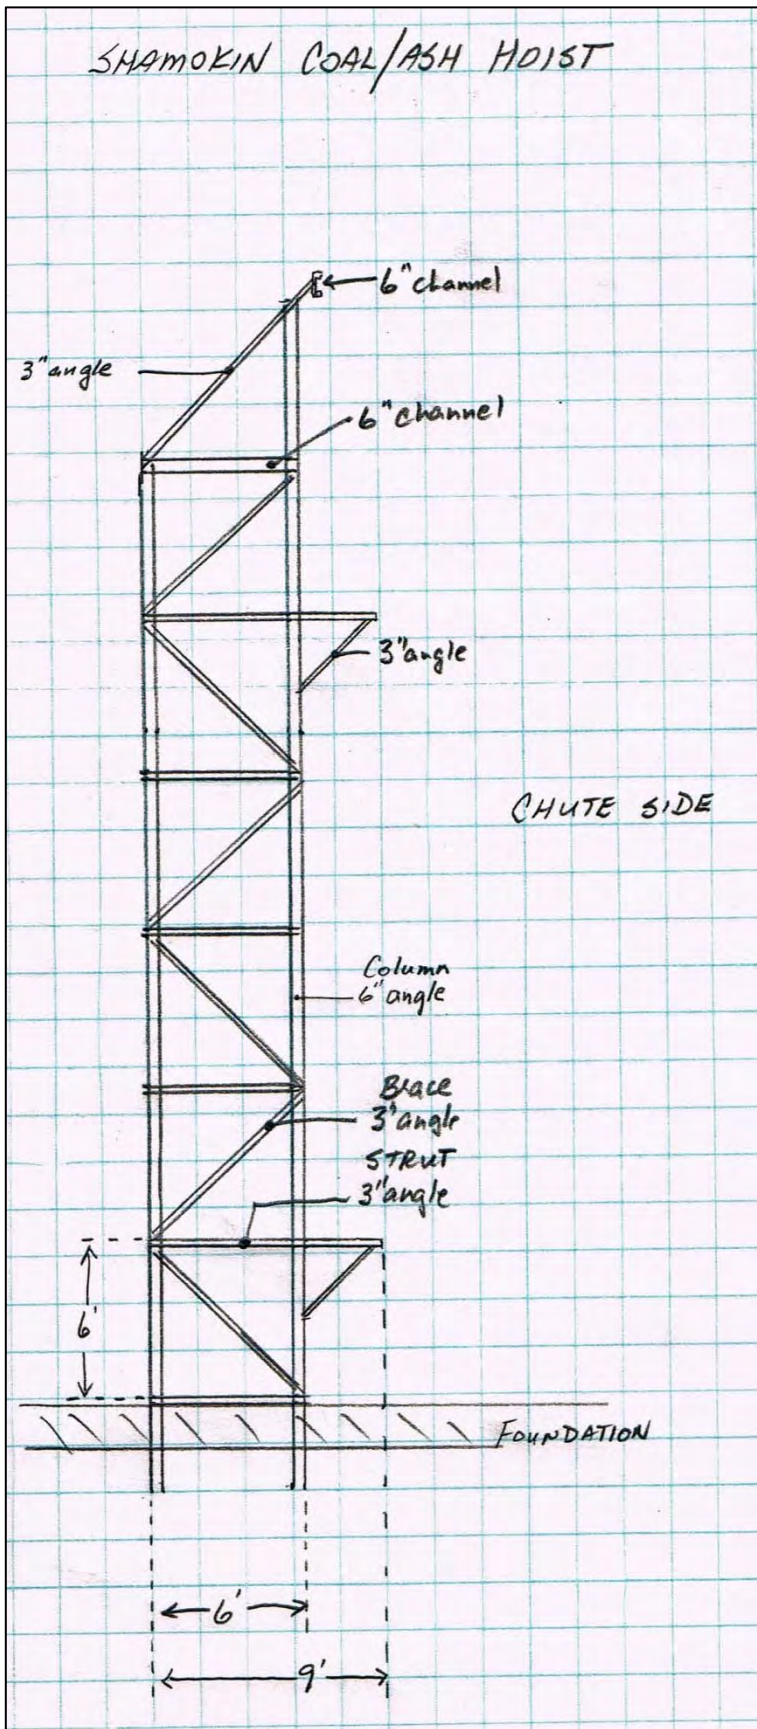 SHAMOKIN COAL/ASH HOIST
6" channel
3" angle
6" channel
3" angle
CHUTE SIDE
Column
6" angle
Brace
3" angle
STRUT
3" angle
6'
FOUNDATION
6'
9'